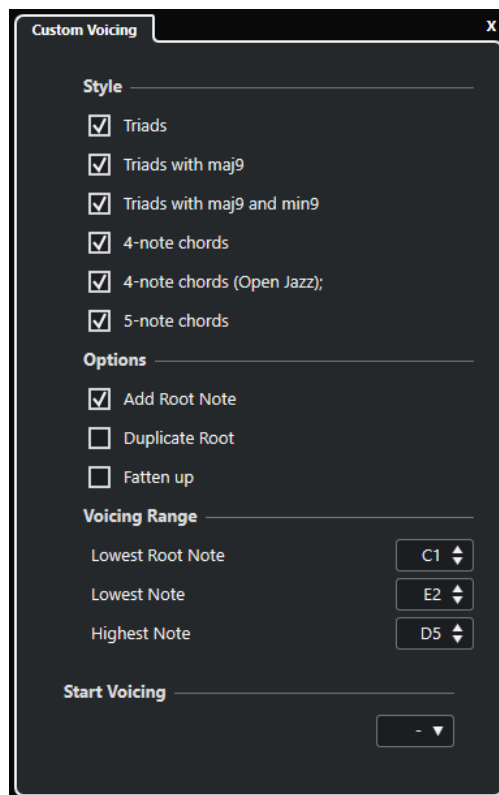 Custom Voicing X
Style
Triads
Triads with maj9
Triads with maj9 and min9
4-note chords
4-note chords (Open Jazz);
5-note chords
Options
Add Root Note
Duplicate Root
Fatten up
Voicing Range
Lowest Root Note C1
Lowest Note E2
Highest Note D5
Start Voicing
-